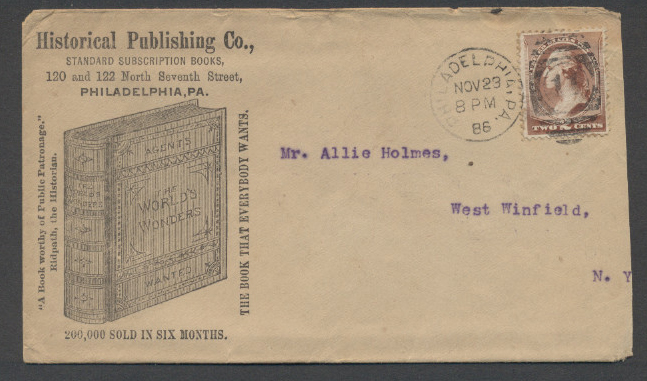 Historical Publishing Co.,
STANDARD SUBSCRIPTION BOOKS,
120 and 122 North Seventh Street,
PHILADELPHIA, PA.
"A Book worthy of Public Patronage."
Ridpath, the Historian.
AGENTS
THE
WORLD'S
WONDERS
WANTED
THE BOOK THAT EVERYBODY WANTS.
200,000 SOLD IN SIX MONTHS.
PHILADELPHIA, PA.
NOV 23
8 PM
86
TWO CENTS
Mr. Allie Holmes,
West Winfield,
N. Y